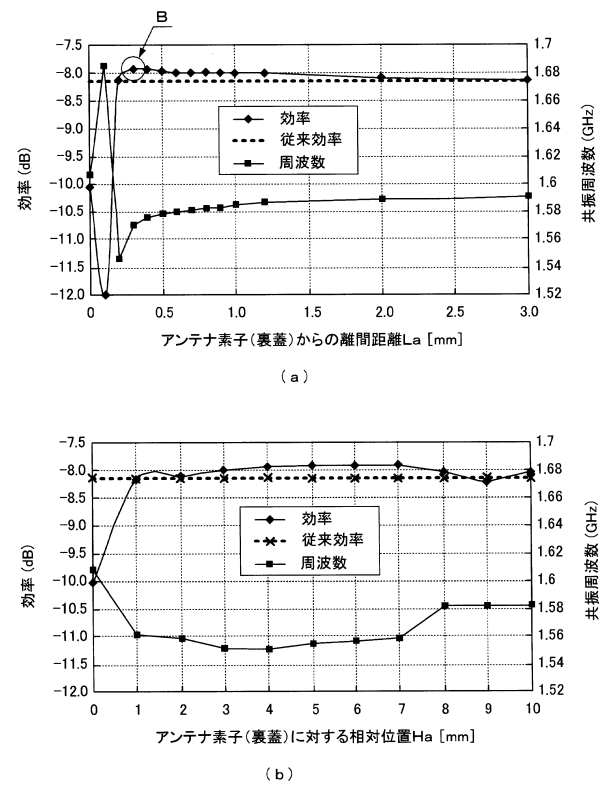 B
-7.5
-8.0
-8.5
-9.0
-9.5
-10.0
-10.5
-11.0
-11.5
-12.0
効率(dB)
1.7
1.68
1.66
1.64
1.62
1.6
1.58
1.56
1.54
1.52
共振周波数(GHz)
効率
従来効率
周波数
0 0.5 1.0 1.5 2.0 2.5 3.0
アンテナ素子(裏蓋)からの離間距離La [mm]
(a)
-7.5
-8.0
-8.5
-9.0
-9.5
-10.0
-10.5
-11.0
-11.5
-12.0
効率(dB)
1.7
1.68
1.66
1.64
1.62
1.6
1.58
1.56
1.54
1.52
共振周波数(GHz)
効率
従来効率
周波数
0 1 2 3 4 5 6 7 8 9 10
アンテナ素子(裏蓋)に対する相対位置Ha [mm]
(b)